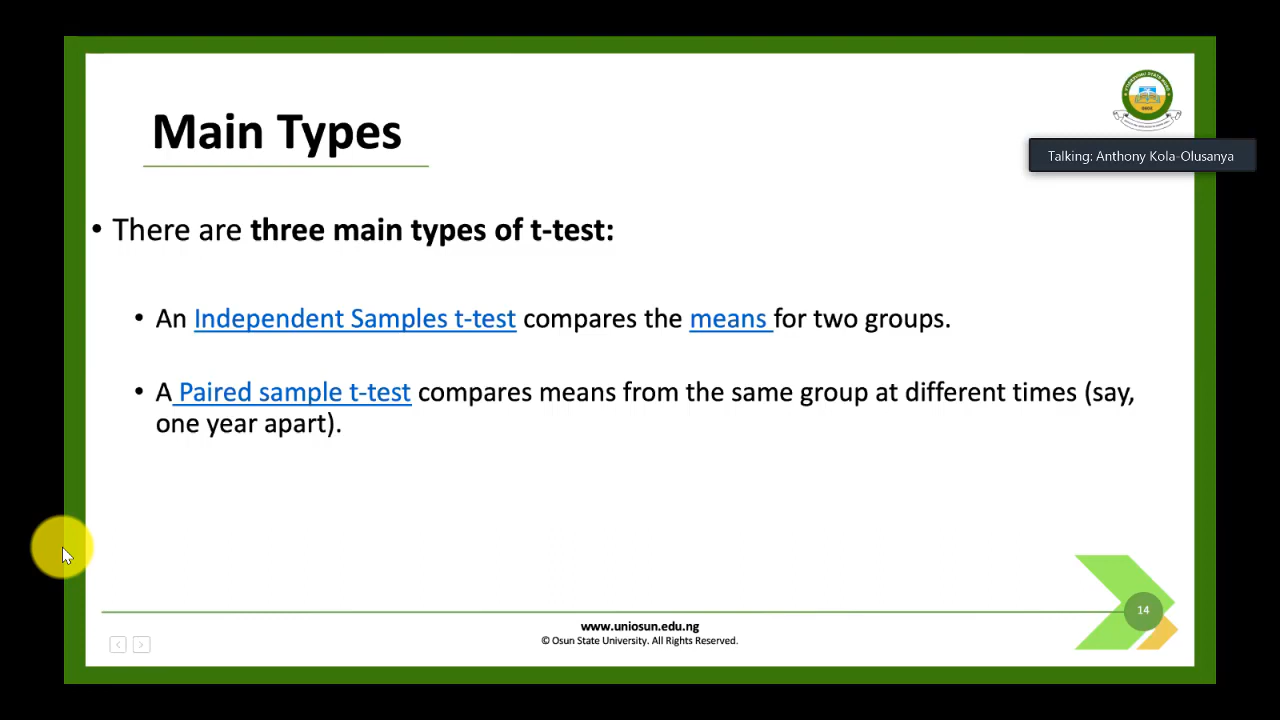 Main Types
Talking: Anthony Kola-Olusanya
• There are three main types of t-test:
• An Independent Samples t-test compares the means for two groups.
• A Paired sample t-test compares means from the same group at different times (say,
one year apart).
14
www.uniosun.edu.ng
© Osun State University. All Rights Reserved.